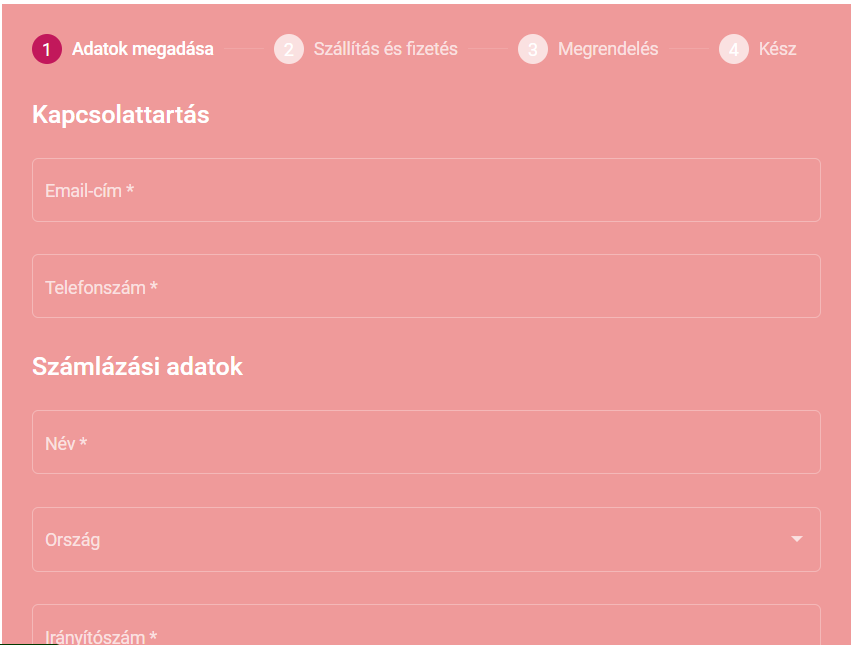 1 Adatok megadása 2 Szállítás és fizetés 3 Megrendelés 4 Kész
Kapcsolattartás
Email-cím *
Telefonszám *
Számlázási adatok
Név *
Ország
Irányítószám *